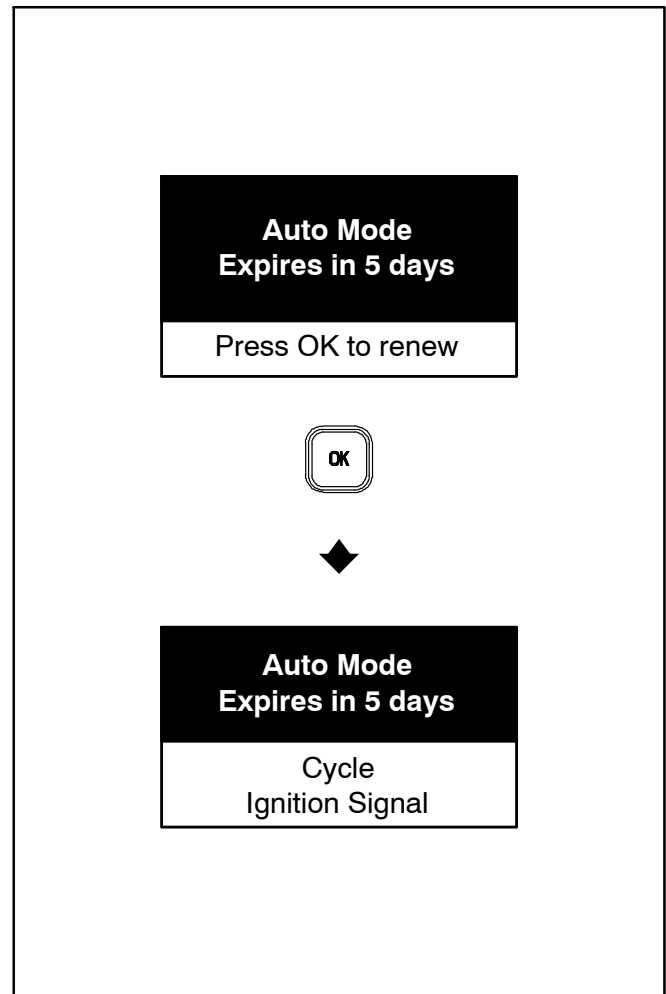 Auto Mode
Expires in 5 days
Press OK to renew
OK
Auto Mode
Expires in 5 days
Cycle
Ignition Signal